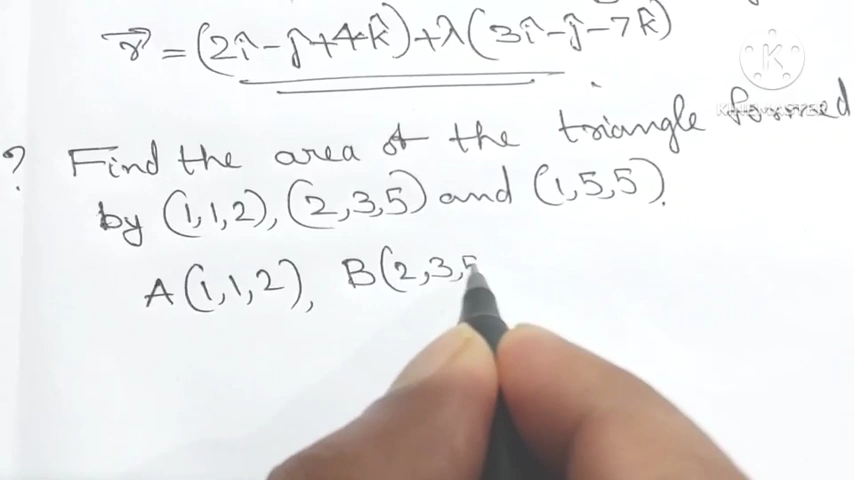 r⃗ = (2î - ĵ + 4k̂) + λ(3î - ĵ - 7k̂)
K
KINEMASTER
? Find the area of the triangle formed
by (1,1,2), (2,3,5) and (1,5,5).
A(1,1,2), B(2,3,5